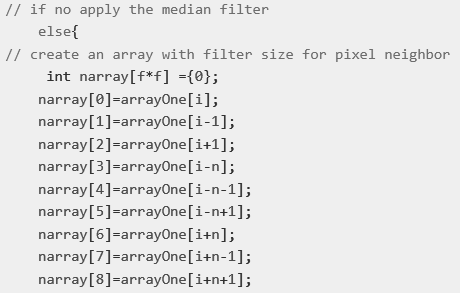 // if no apply the median filter
else{
// create an array with filter size for pixel neighbor
int narray[f*f] ={0};
narray[0]=arrayOne[i];
narray[1]=arrayOne[i-1];
narray[2]=arrayOne[i+1];
narray[3]=arrayOne[i-n];
narray[4]=arrayOne[i-n-1];
narray[5]=arrayOne[i-n+1];
narray[6]=arrayOne[i+n];
narray[7]=arrayOne[i+n-1];
narray[8]=arrayOne[i+n+1];